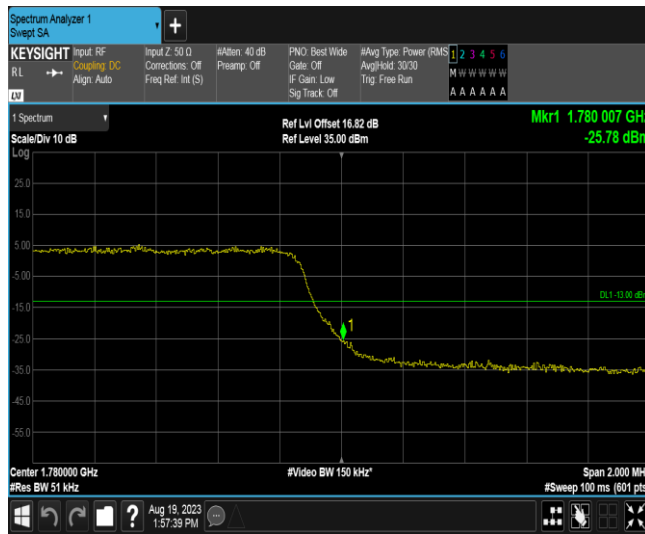 Spectrum Analyzer 1
Swept SA
+
KEYSIGHT
RL
LXI
Input: RF
Coupling: DC
Align: Auto
Input Z: 50 Ω
Corrections: Off
Freq Ref: Int (S)
#Atten: 40 dB
Preamp: Off
PNO: Best Wide
Gate: Off
IF Gain: Low
Sig Track: Off
#Avg Type: Power (RMS
Avg|Hold: 30/30
Trig: Free Run
1 2 3 4 5 6
M W W W W W
A A A A A A
1 Spectrum
Scale/Div 10 dB
Log
Ref Lvl Offset 16.82 dB
Ref Level 35.00 dBm
Mkr1 1.780 007 GH
-25.78 dBm
25.0
15.0
5.00
-5.00
DL1 -13.00 dB
-15.0
1
-25.0
-35.0
-45.0
-55.0
Center 1.780000 GHz
#Res BW 51 kHz
#Video BW 150 kHz*
Span 2.000 MH
#Sweep 100 ms (601 pts
?
Aug 19, 2023
1:57:39 PM